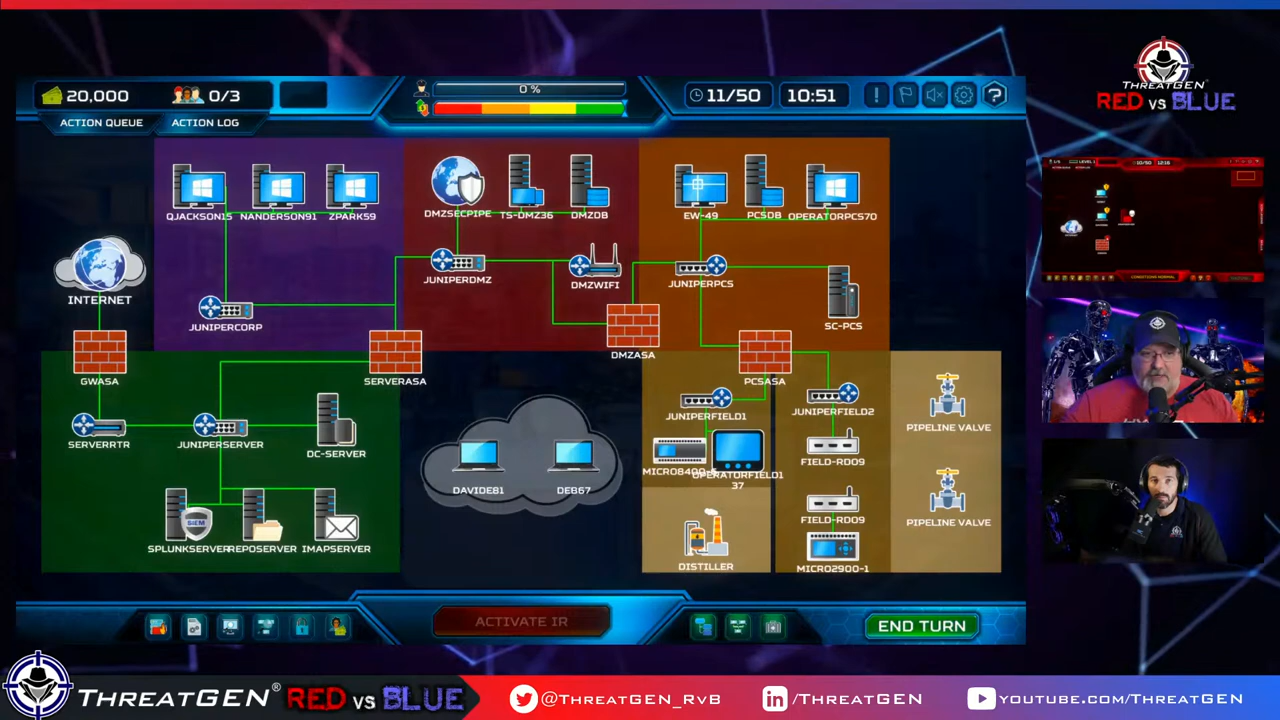 20,000
0/3
0 %
11/50
10:51
ACTION QUEUE
ACTION LOG
THREATGEN®
RED vs BLUE
QJACKSON15
NANDERSON91
ZPARK59
DMZSECPIPE
TS-DMZ36
DMZDB
EW-49
PCSDB
OPERATORPCS70
INTERNET
JUNIPERCORP
JUNIPERDMZ
DMZWIFI
JUNIPERPCS
SC-PCS
GWASA
SERVERASA
DMZASA
PCSASA
SERVERRTR
JUNIPERSERVER
DC-SERVER
JUNIPERFIELD1
JUNIPERFIELD2
PIPELINE VALVE
DAVIDE81
DEB67
OPERATORFIELD1
37
FIELD-RD09
SIEM
SPLUNKSERVER
REPOSERVER
IMAPSERVER
FIELD-RD09
PIPELINE VALVE
DISTILLER
MICRO2900-1
ACTIVATE IR
END TURN
THREATGEN® RED vs BLUE
@THREATGEN_RVB
/THREATGEN
YOUTUBE.COM/THREATGEN